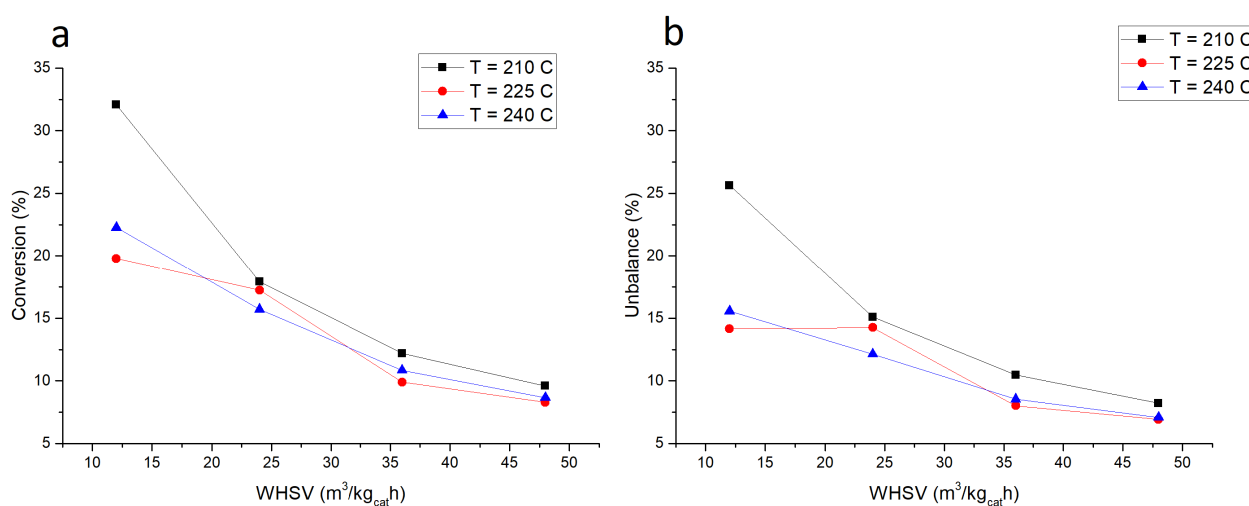 a
T = 210 C
T = 225 C
T = 240 C
Conversion (%)
35
30
25
20
15
10
5
10 15 20 25 30 35 40 45 50
WHSV (m³/kg_cat h)
b
T = 210 C
T = 225 C
T = 240 C
Unbalance (%)
35
30
25
20
15
10
5
10 15 20 25 30 35 40 45 50
WHSV (m³/kg_cat h)